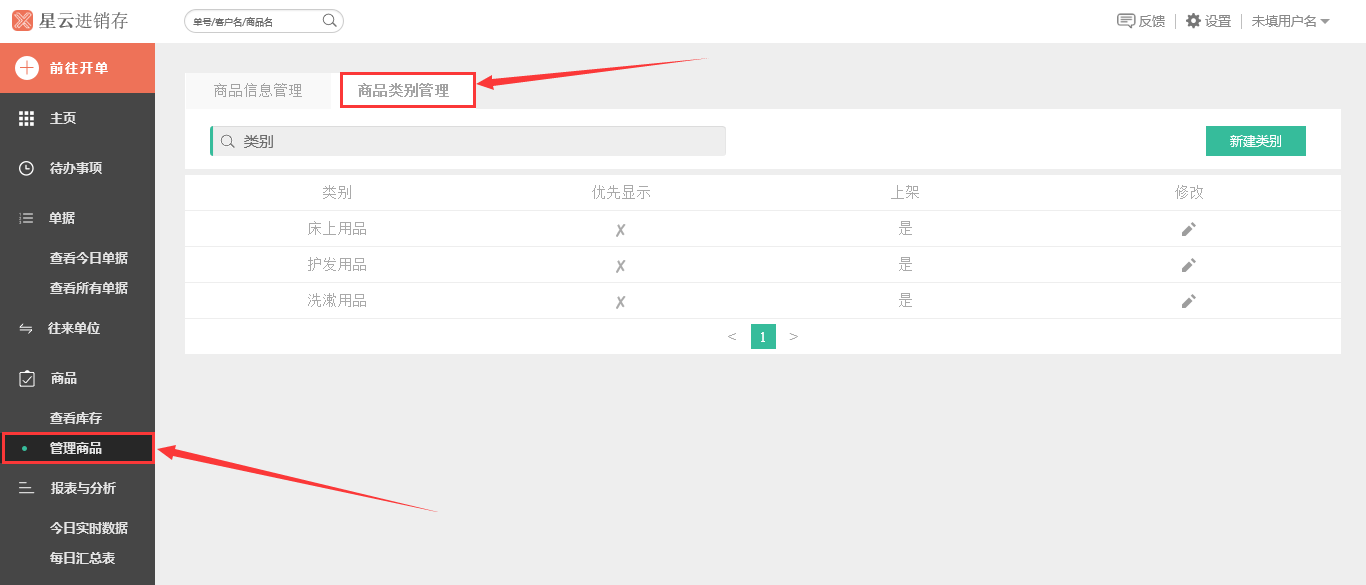 星云进销存
单号/客户名/商品名
反馈
设置
未填用户名
前往开单
主页
待办事项
单据
查看今日单据
查看所有单据
往来单位
商品
查看库存
管理商品
报表与分析
今日实时数据
每日汇总表
商品信息管理 商品类别管理
类别
新建类别
类别 优先显示 上架 修改
床上用品 ✗ 是
护发用品 ✗ 是
洗漱用品 ✗ 是
< 1 >